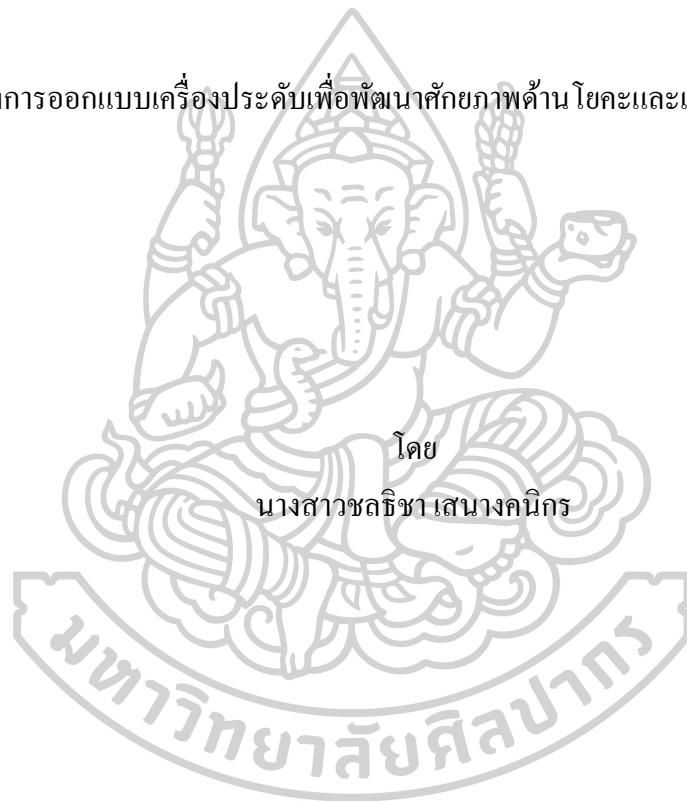 การออกแบบเครื่องประดับเพื่อพัฒนาศักยภาพด้านโยคะและ
โดย
นางสาวชลธิชา เสนางคนิกร
มหาวิทยาลัยศิลปากร